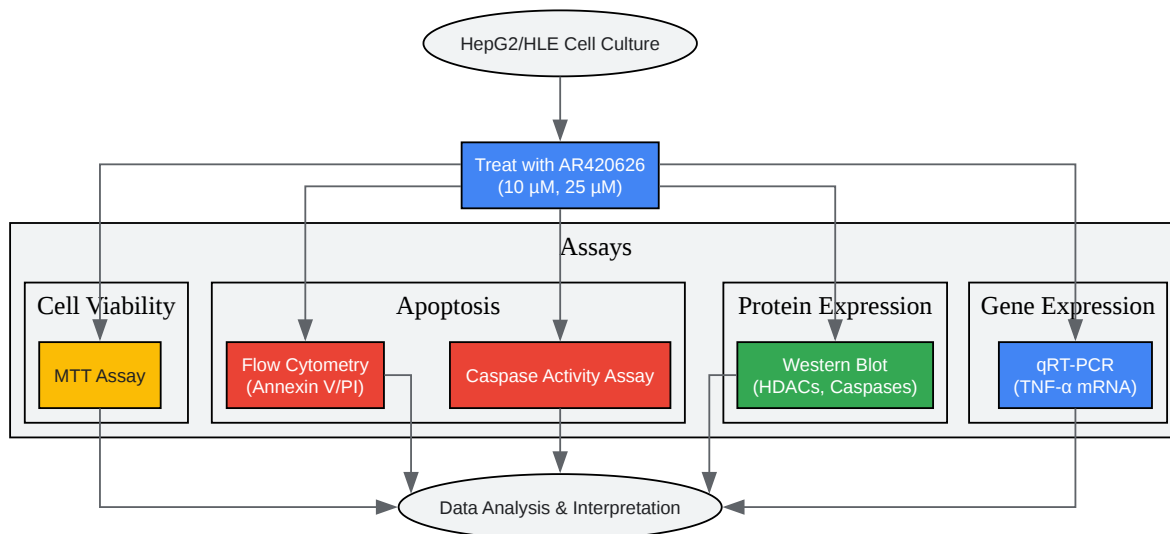 HepG2/HLE Cell Culture
Treat with AR420626
(10 µM, 25 µM)
Assays
Cell Viability
Apoptosis
Protein Expression
Gene Expression
MTT Assay
Flow Cytometry
(Annexin V/PI)
Caspase Activity Assay
Western Blot
(HDACs, Caspases)
qRT-PCR
(TNF-α mRNA)
Data Analysis & Interpretation